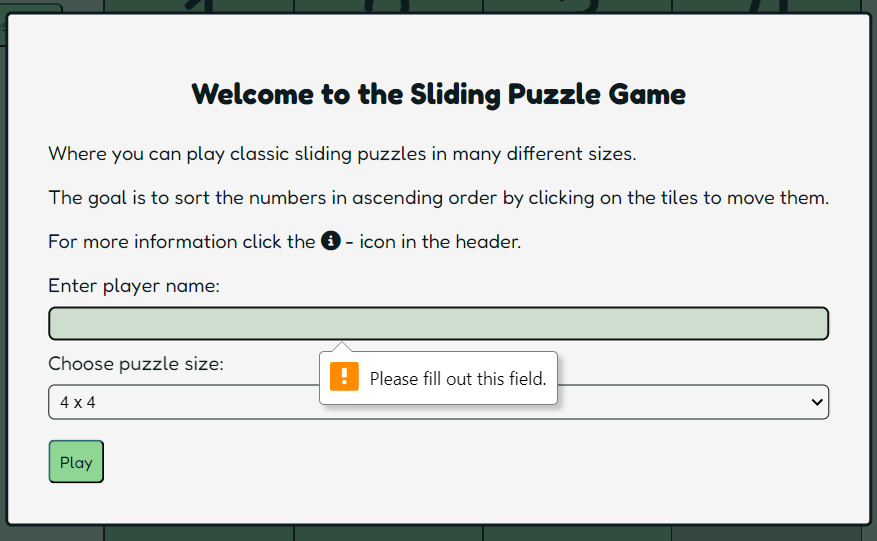 Welcome to the Sliding Puzzle Game
Where you can play classic sliding puzzles in many different sizes.
The goal is to sort the numbers in ascending order by clicking on the tiles to move them.
For more information click the - icon in the header.
Enter player name:
Please fill out this field.
Choose puzzle size:
4 x 4
Play